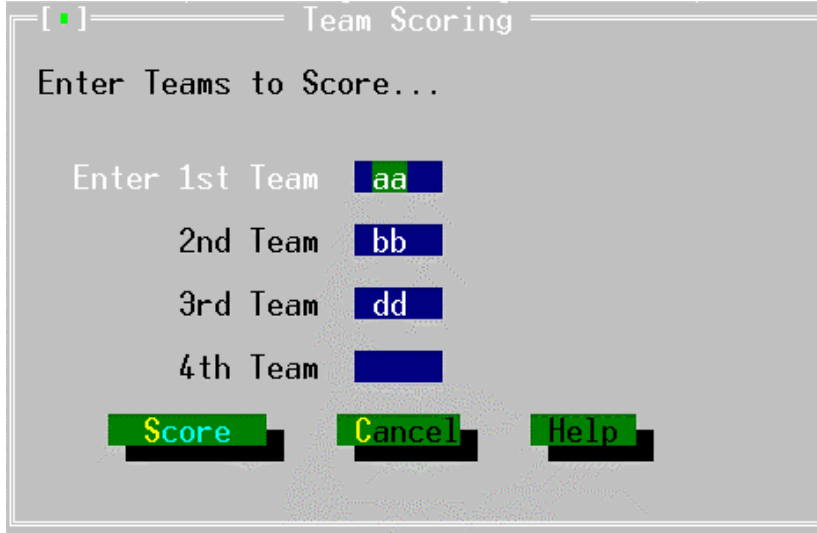 [▪] Team Scoring
Enter Teams to Score...
Enter 1st Team aa
2nd Team bb
3rd Team dd
4th Team
Score Cancel Help